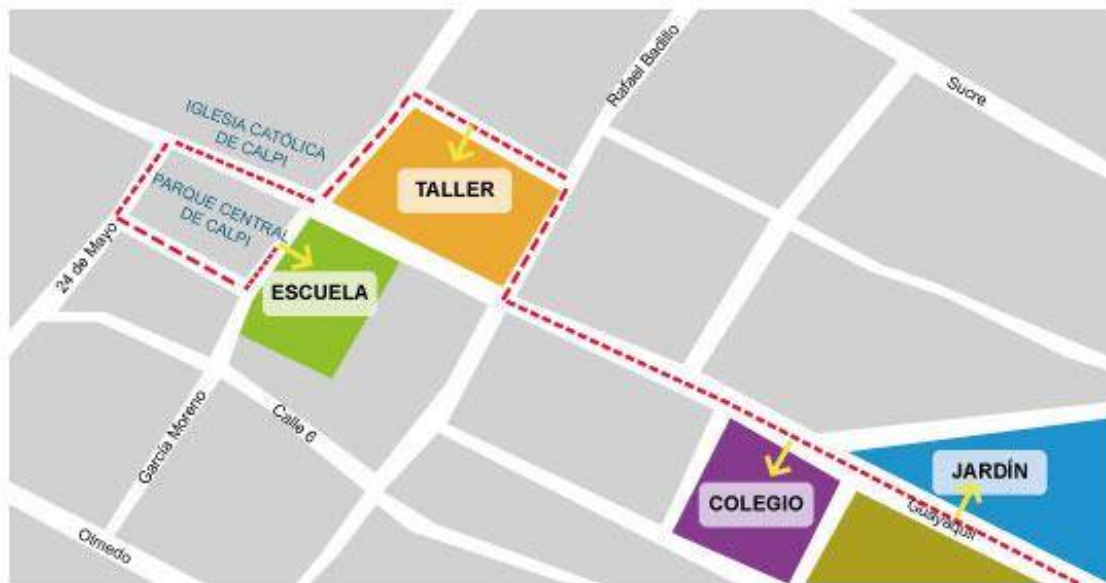 Rafael Badillo
Sucre
IGLESIA CATÓLICA
DE CALPI
TALLER
PARQUE CENTRAL
DE CALPI
24 de Mayo
ESCUELA
García Moreno
Calle 6
JARDÍN
COLEGIO
Guayaquil
Olmedo